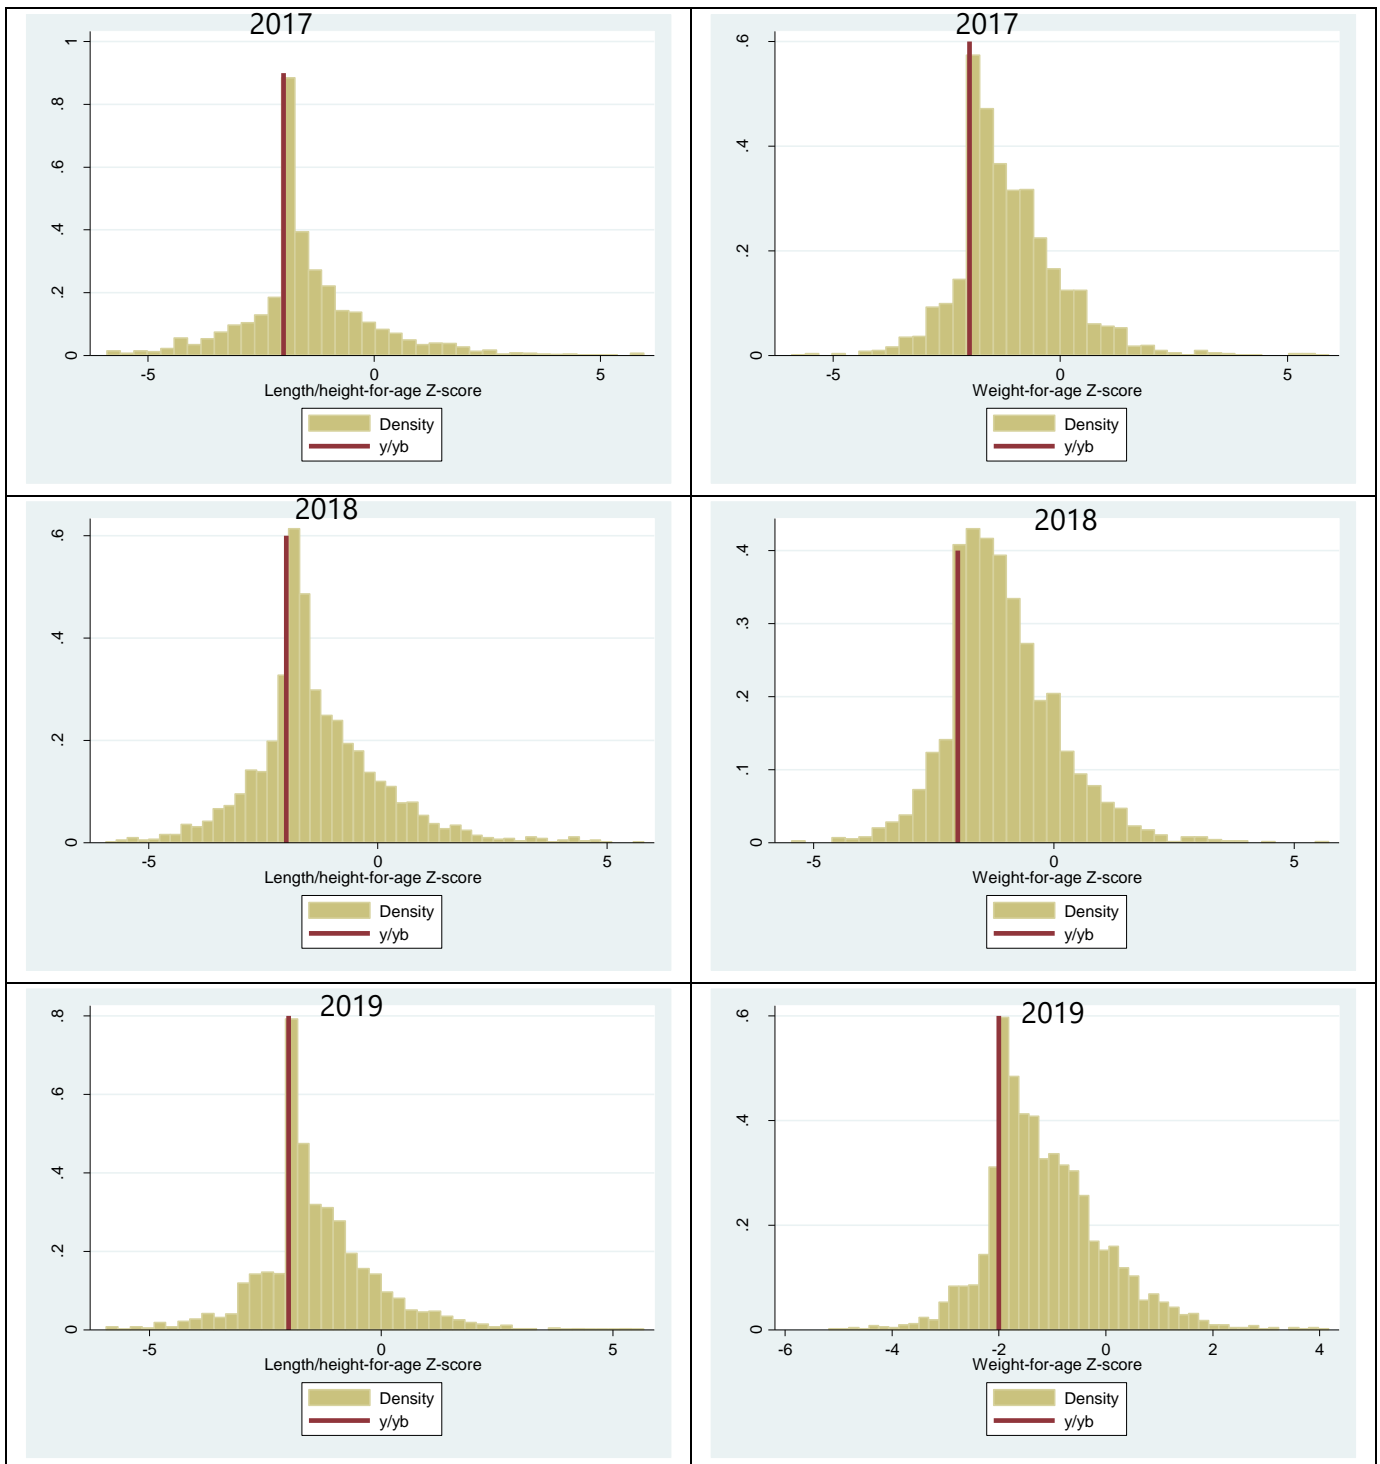 2017
1
.8
.6
.4
.2
0
-5 0 5
Length/height-for-age Z-score
Density
y/yb
2017
.6
.4
.2
0
-5 0 5
Weight-for-age Z-score
Density
y/yb
2018
.6
.4
.2
0
-5 0 5
Length/height-for-age Z-score
Density
y/yb
2018
.4
.3
.2
.1
0
-5 0 5
Weight-for-age Z-score
Density
y/yb
2019
.8
.6
.4
.2
0
-5 0 5
Length/height-for-age Z-score
Density
y/yb
2019
.6
.4
.2
0
-6 -4 -2 0 2 4
Weight-for-age Z-score
Density
y/yb